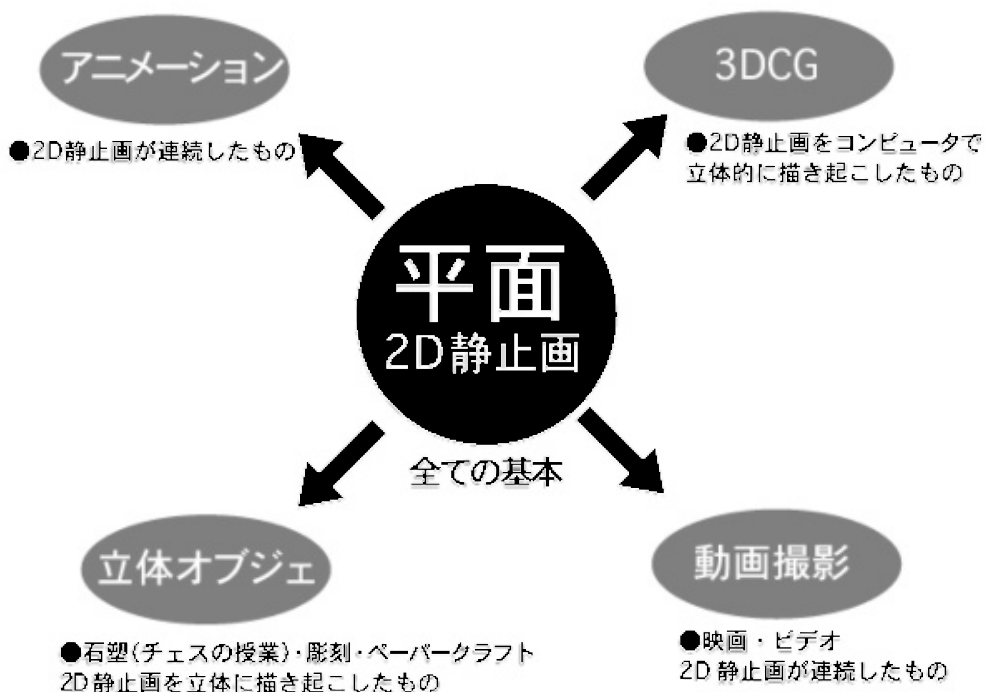 アニメーション
●2D静止画が連続したもの
3DCG
●2D静止画をコンピュータで
立体的に描き起こしたもの
平面
2D静止画
全ての基本
立体オブジェ
●石塑(チェスの授業)・彫刻・ペーパークラフト
2D静止画を立体に描き起こしたもの
動画撮影
●映画・ビデオ
2D 静止画が連続したもの